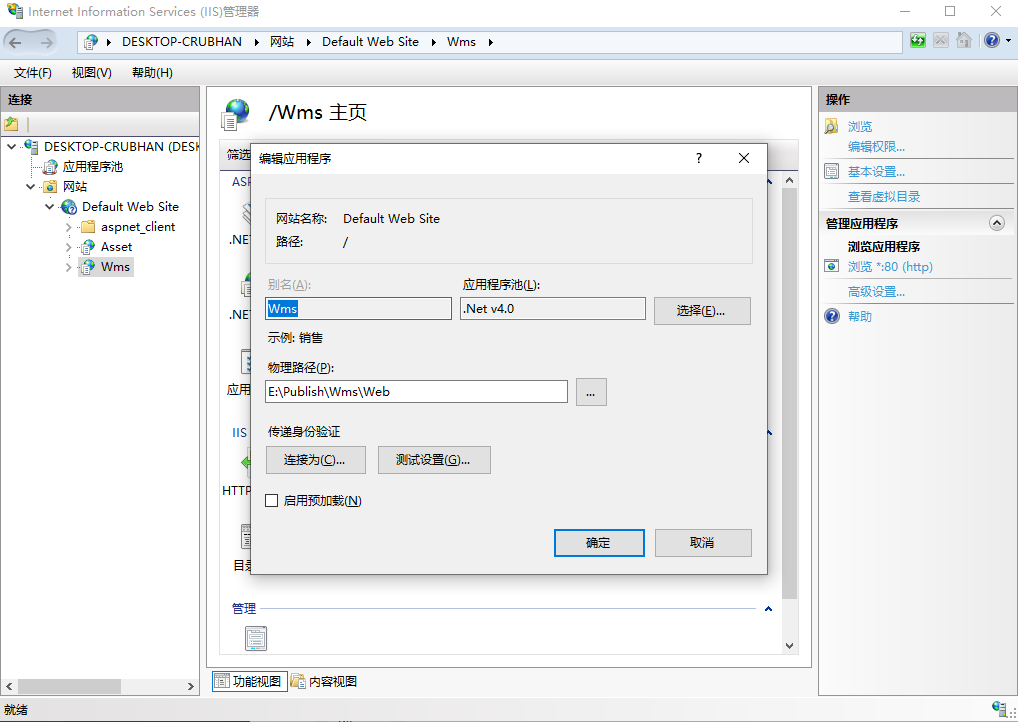 Internet Information Services (IIS)管理器
DESKTOP-CRUBHAN
网站
Default Web Site
Wms
文件(F)
视图(V)
帮助(H)
连接
DESKTOP-CRUBHAN (DESK
应用程序池
网站
Default Web Site
aspnet_client
Asset
Wms
/Wms 主页
筛选
ASP
.NET
.NET
应用
IIS
HTTP
目录
管理
功能视图
内容视图
编辑应用程序
?
网站名称:
Default Web Site
路径:
/
别名(A):
应用程序池(L):
Wms
.Net v4.0
选择(E)...
示例: 销售
物理路径(P):
E:\Publish\Wms\Web
...
传递身份验证
连接为(C)...
测试设置(G)...
启用预加载(N)
确定
取消
操作
浏览
编辑权限...
基本设置...
查看虚拟目录
管理应用程序
浏览应用程序
浏览 *:80 (http)
高级设置...
帮助
就绪